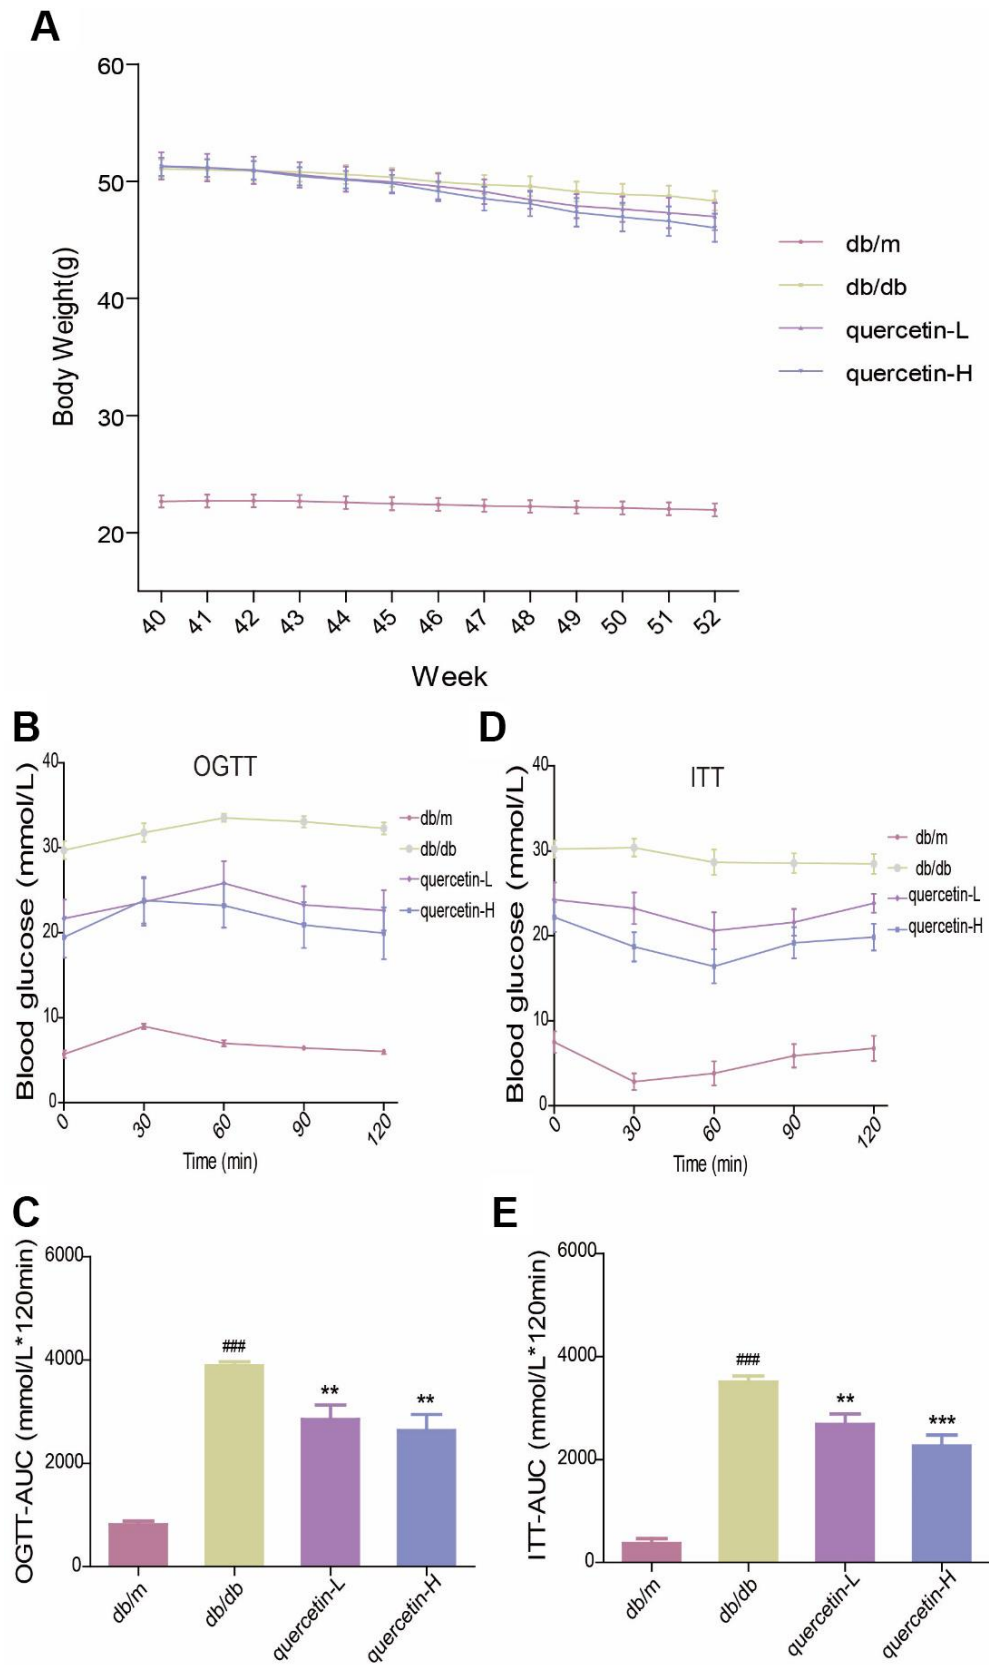 A
60
50
40
30
20
Body Weight(g)
40 41 42 43 44 45 46 47 48 49 50 51 52
Week
db/m
db/db
quercetin-L
quercetin-H
B
OGTT
40
30
20
10
0
Blood glucose (mmol/L)
0 30 60 90 120
Time (min)
db/m
db/db
quercetin-L
quercetin-H
D
ITT
40
30
20
10
0
Blood glucose (mmol/L)
0 30 60 90 120
Time (min)
db/m
db/db
quercetin-L
quercetin-H
C
6000
4000
2000
0
OGTT-AUC (mmol/L*120min)
###
**
**
db/m
db/db
quercetin-L
quercetin-H
E
6000
4000
2000
0
ITT-AUC (mmol/L*120min)
###
**
***
db/m
db/db
quercetin-L
quercetin-H